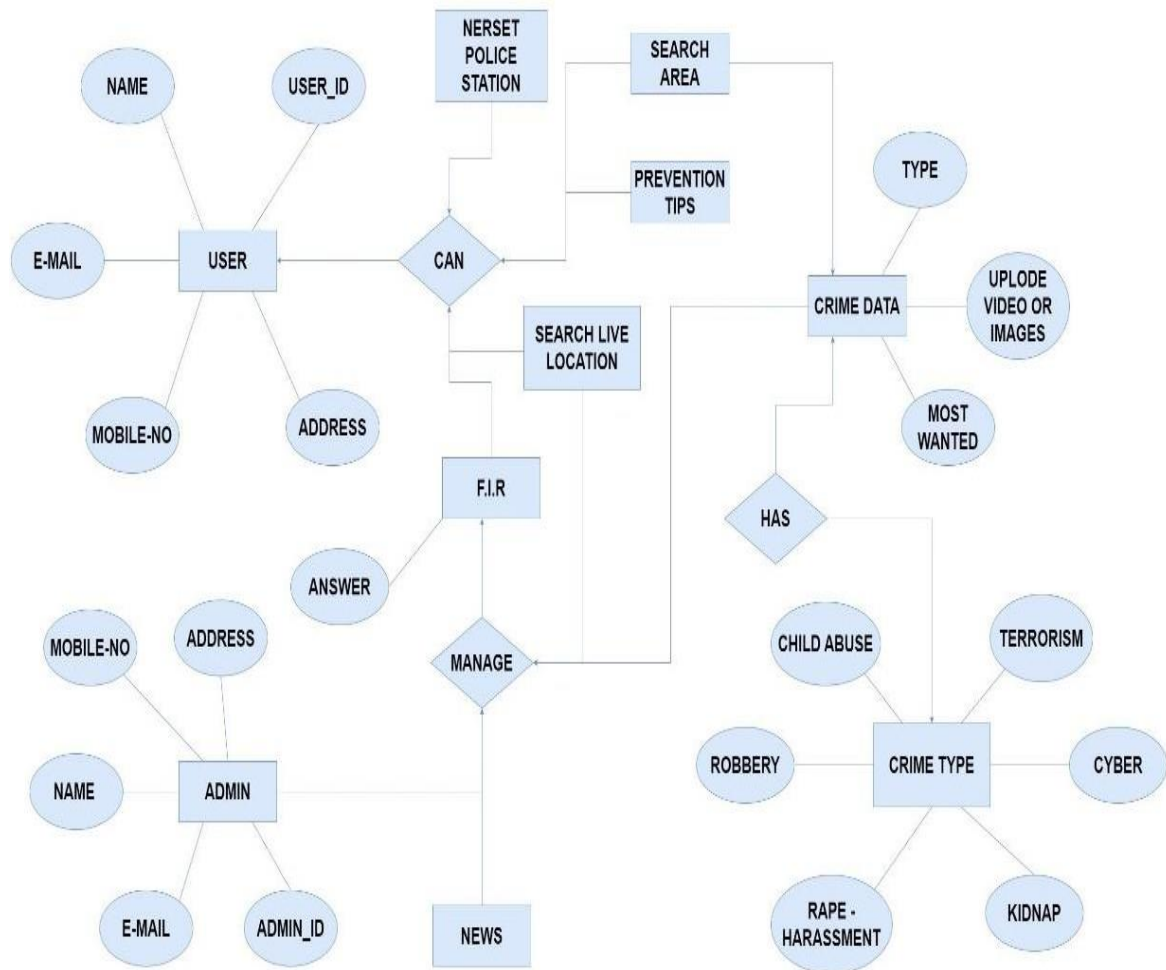 NERSET
POLICE
STATION
SEARCH
AREA
NAME
USER_ID
TYPE
PREVENTION
TIPS
E-MAIL
USER
CAN
CRIME DATA
UPLODE
VIDEO OR
IMAGES
SEARCH LIVE
LOCATION
MOBILE-NO
ADDRESS
MOST
WANTED
F.I.R
HAS
ANSWER
MOBILE-NO
ADDRESS
MANAGE
CHILD ABUSE
TERRORISM
NAME
ADMIN
ROBBERY
CRIME TYPE
CYBER
E-MAIL
ADMIN_ID
NEWS
RAPE -
HARASSMENT
KIDNAP